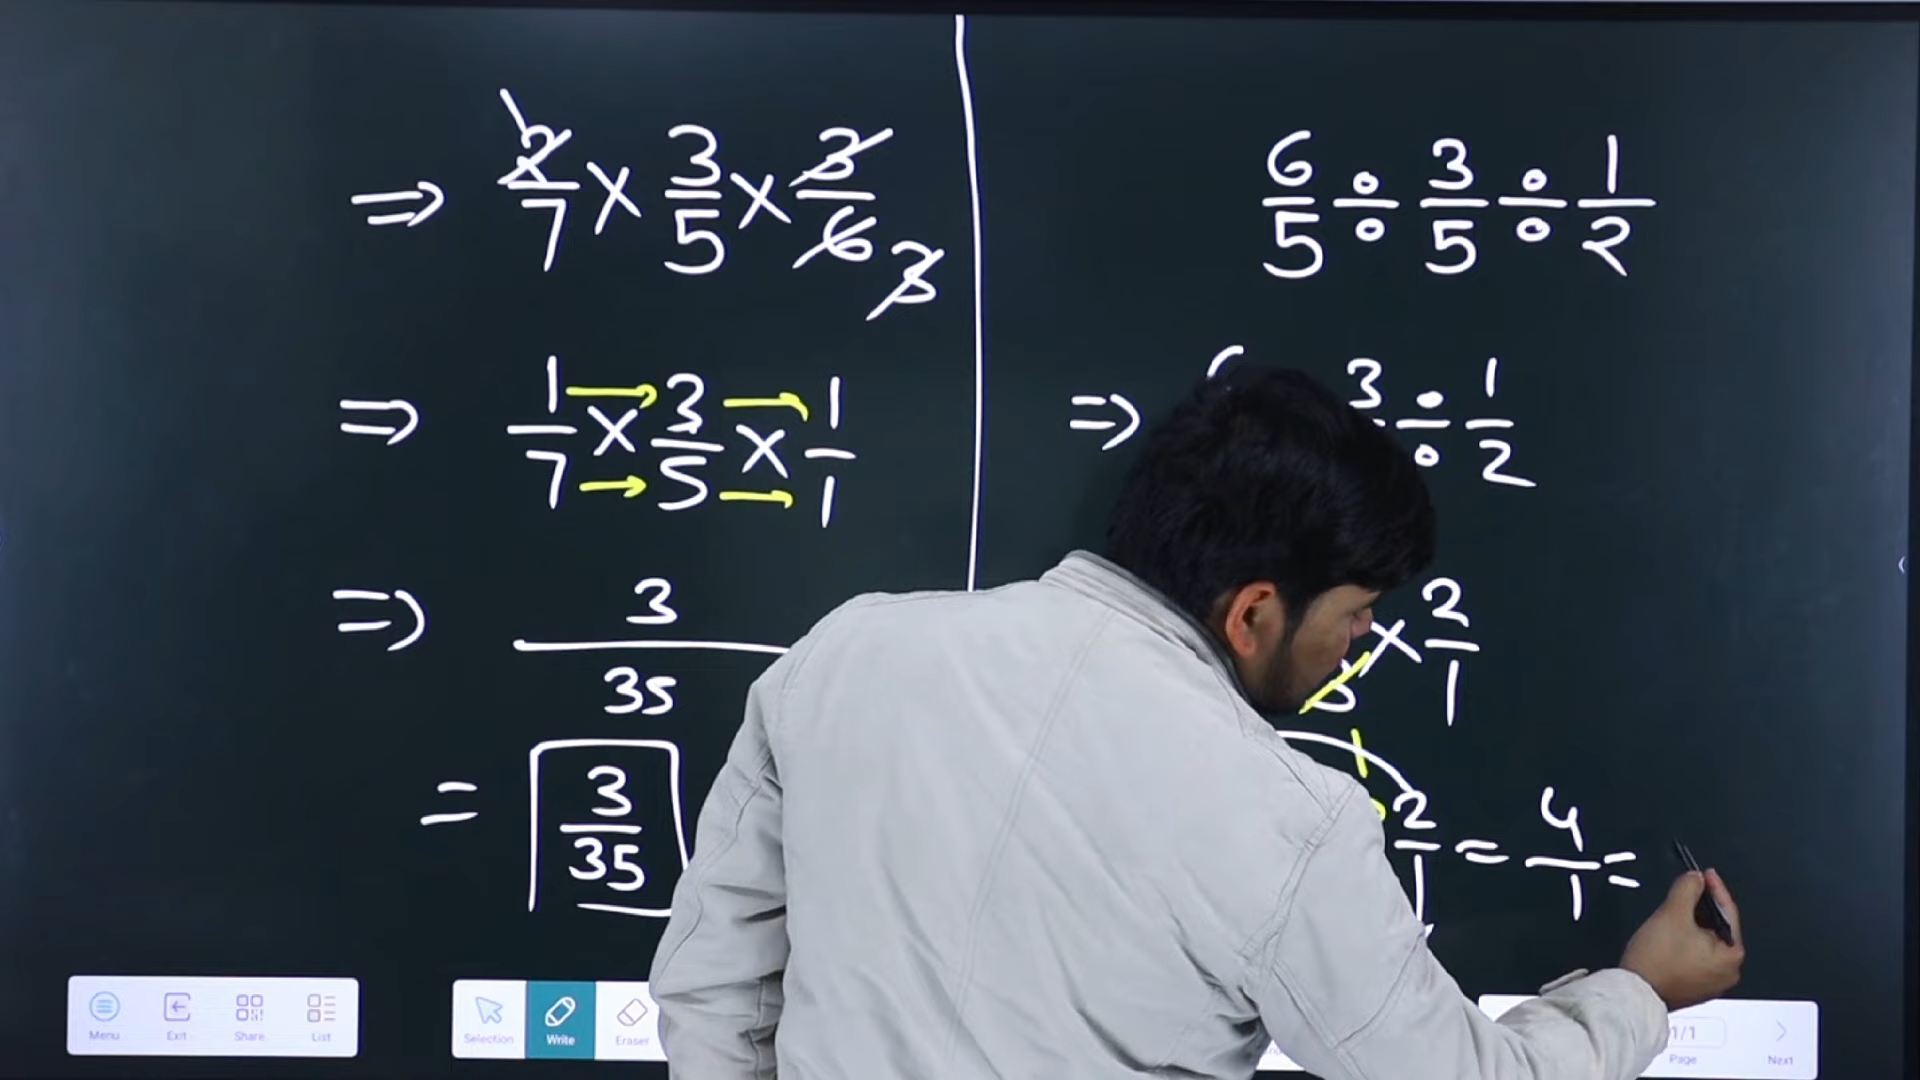 ⇒ 2/7 × 3/5 × 3/6 3
⇒ 1/7 × 3/5 × 1/1
⇒ 3/35
= 3/35
6/5 ÷ 3/5 ÷ 1/2
⇒ 3 ÷ 1/2
× 2/1
2/1 = 4/1 =
Menu Exit Share List
Selection Write Eraser
1/1 Page Next